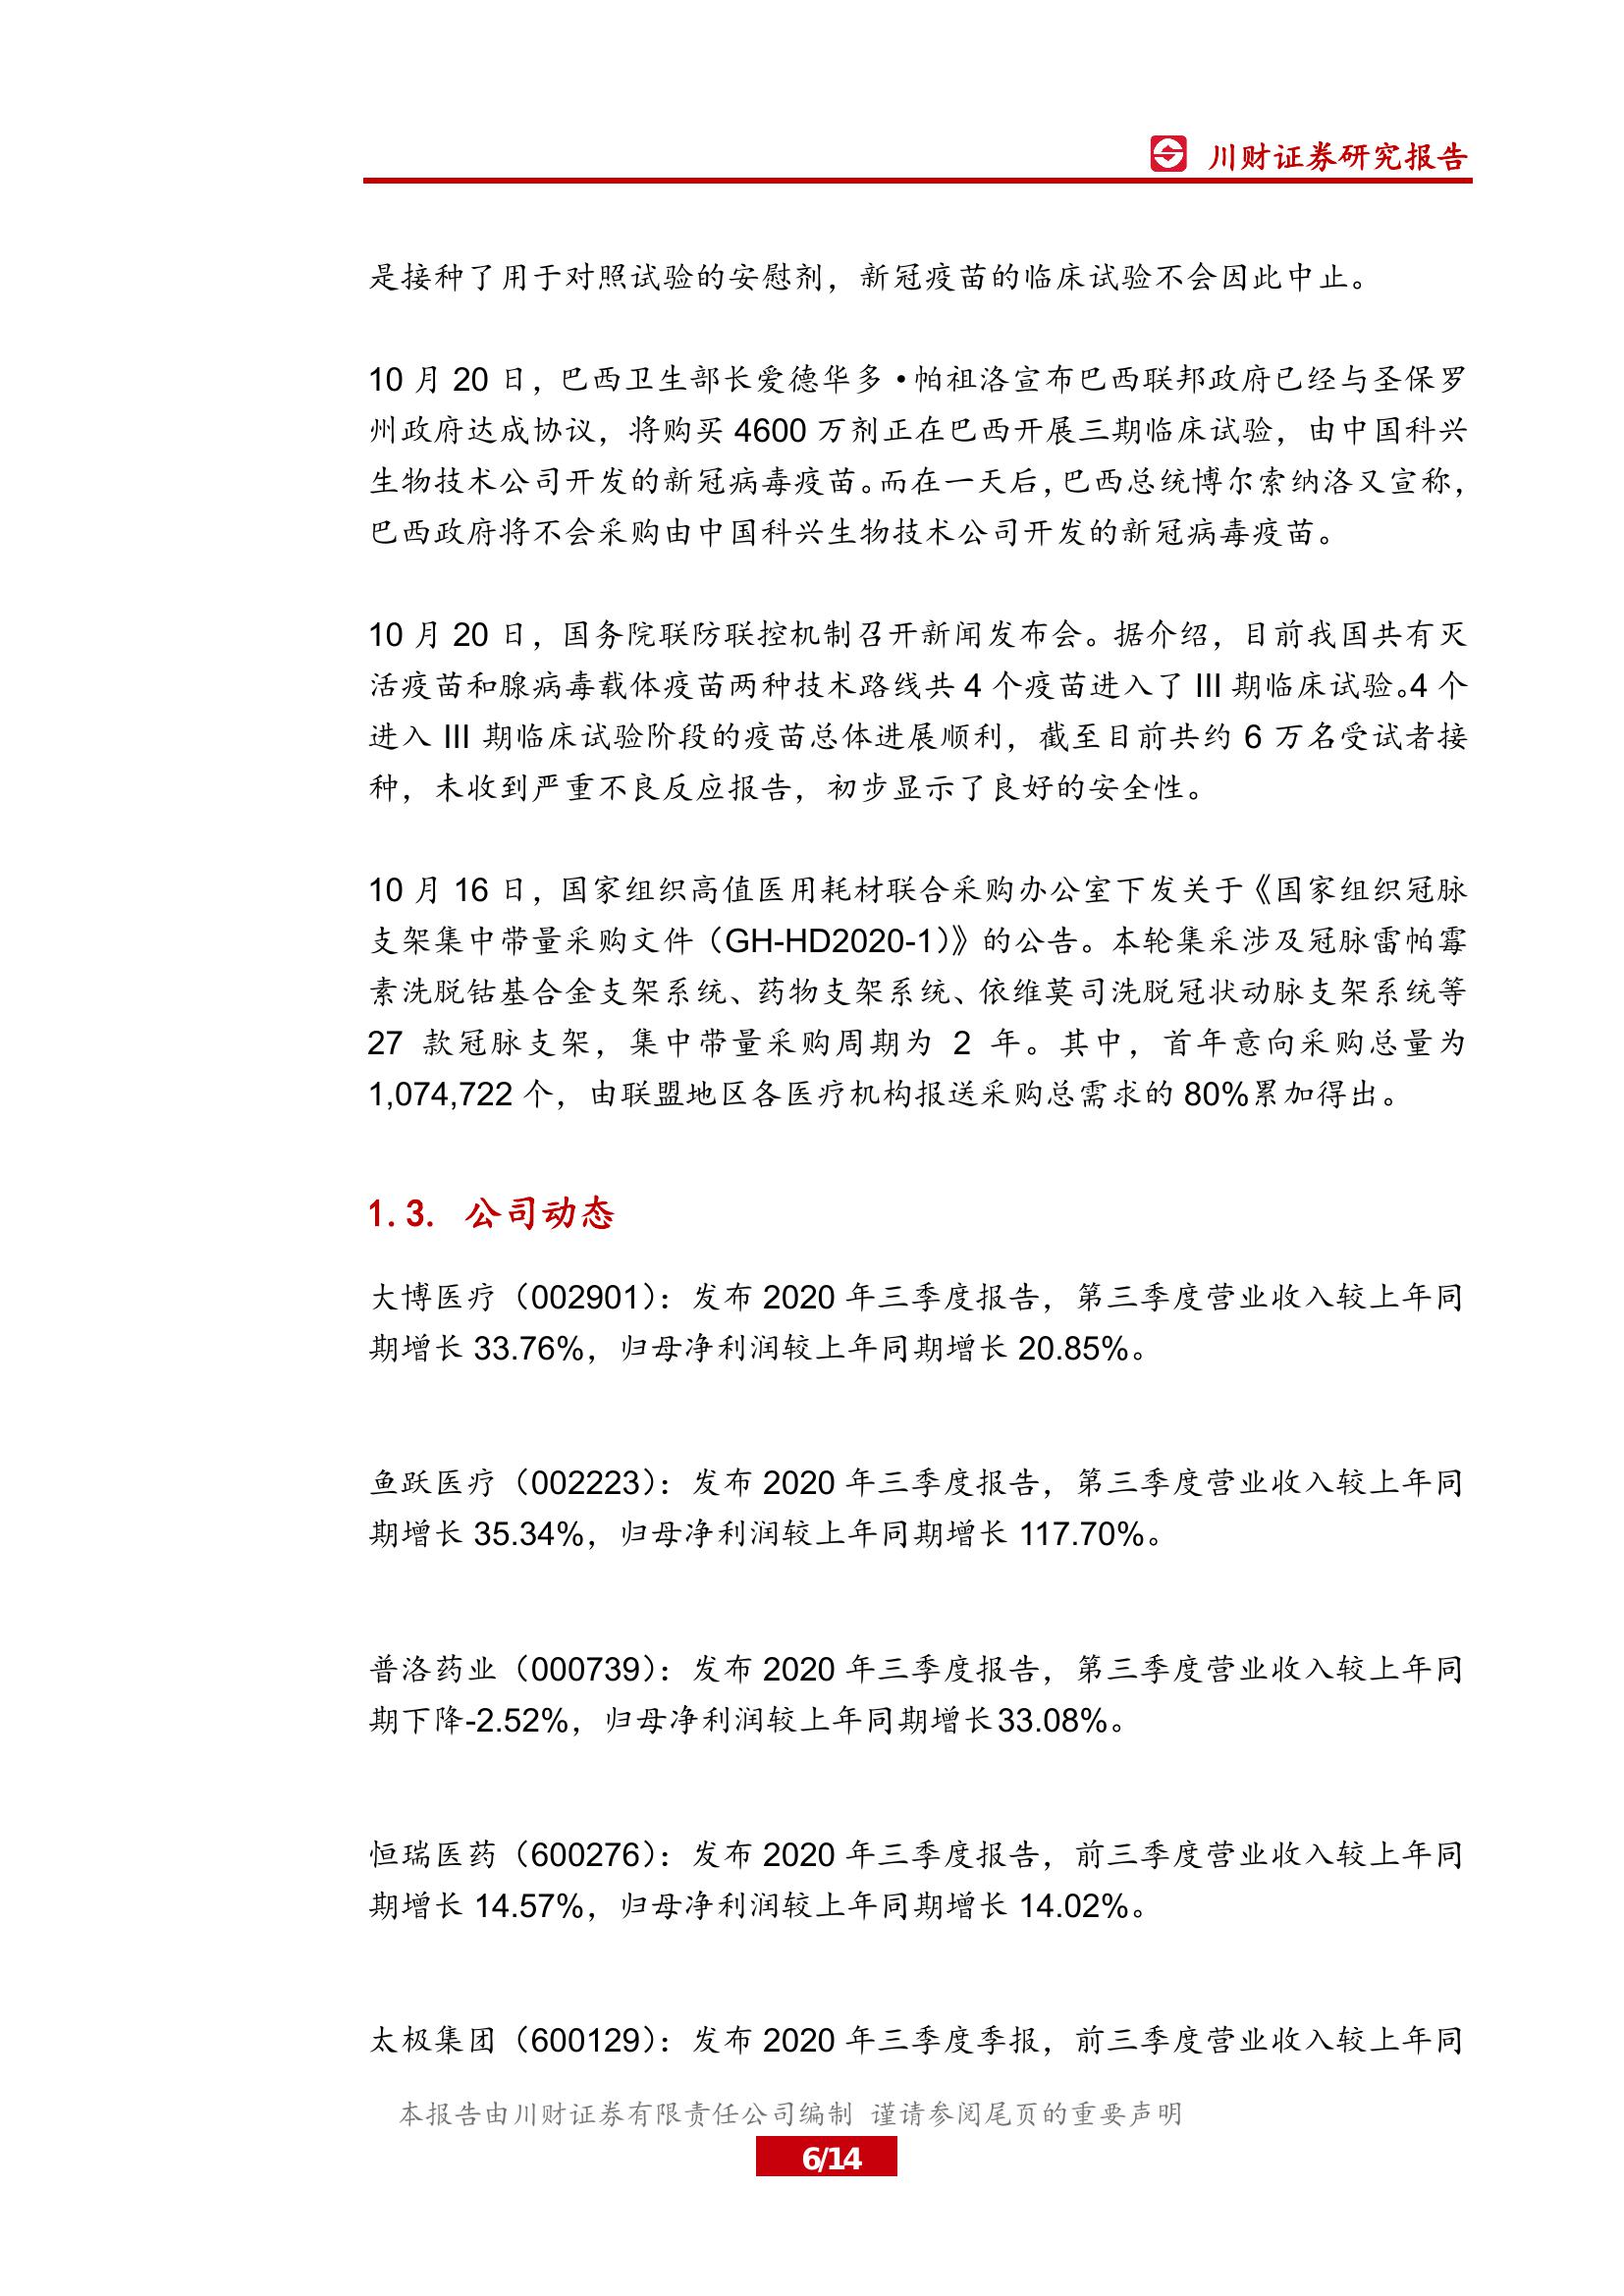 川财证券研究报告
是接种了用于对照试验的安慰剂，新冠疫苗的临床试验不会因此中止。
10 月 20 日，巴西卫生部长爱德华多·帕祖洛宣布巴西联邦政府已经与圣保罗
州政府达成协议，将购买 4600 万剂正在巴西开展三期临床试验，由中国科兴
生物技术公司开发的新冠病毒疫苗。而在一天后，巴西总统博尔索纳洛又宣称，
巴西政府将不会采购由中国科兴生物技术公司开发的新冠病毒疫苗。
10 月 20 日，国务院联防联控机制召开新闻发布会。据介绍，目前我国共有灭
活疫苗和腺病毒载体疫苗两种技术路线共 4 个疫苗进入了 III 期临床试验。4 个
进入 III 期临床试验阶段的疫苗总体进展顺利，截至目前共约 6 万名受试者接
种，未收到严重不良反应报告，初步显示了良好的安全性。
10 月 16 日，国家组织高值医用耗材联合采购办公室下发关于《国家组织冠脉
支架集中带量采购文件（GH-HD2020-1）》的公告。本轮集采涉及冠脉雷帕霉
素洗脱钴基合金支架系统、药物支架系统、依维莫司洗脱冠状动脉支架系统等
27 款冠脉支架，集中带量采购周期为 2 年。其中，首年意向采购总量为
1,074,722 个，由联盟地区各医疗机构报送采购总需求的 80%累加得出。
1.3. 公司动态
大博医疗（002901）：发布 2020 年三季度报告，第三季度营业收入较上年同
期增长 33.76%，归母净利润较上年同期增长 20.85%。
鱼跃医疗（002223）：发布 2020 年三季度报告，第三季度营业收入较上年同
期增长 35.34%，归母净利润较上年同期增长 117.70%。
普洛药业（000739）：发布 2020 年三季度报告，第三季度营业收入较上年同
期下降-2.52%，归母净利润较上年同期增长33.08%。
恒瑞医药（600276）：发布 2020 年三季度报告，前三季度营业收入较上年同
期增长 14.57%，归母净利润较上年同期增长 14.02%。
太极集团（600129）：发布 2020 年三季度季报，前三季度营业收入较上年同
本报告由川财证券有限责任公司编制 谨请参阅尾页的重要声明
6/14